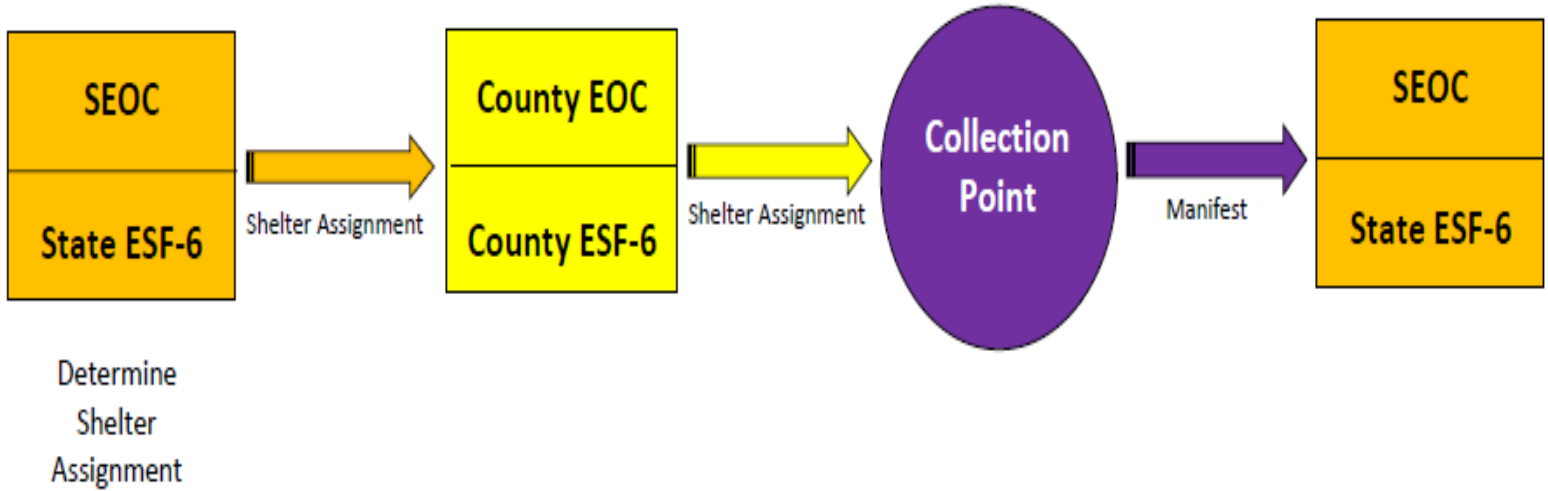 SEOC
State ESF-6
Shelter Assignment
County EOC
County ESF-6
Shelter Assignment
Collection
Point
Manifest
SEOC
State ESF-6
Determine
Shelter
Assignment